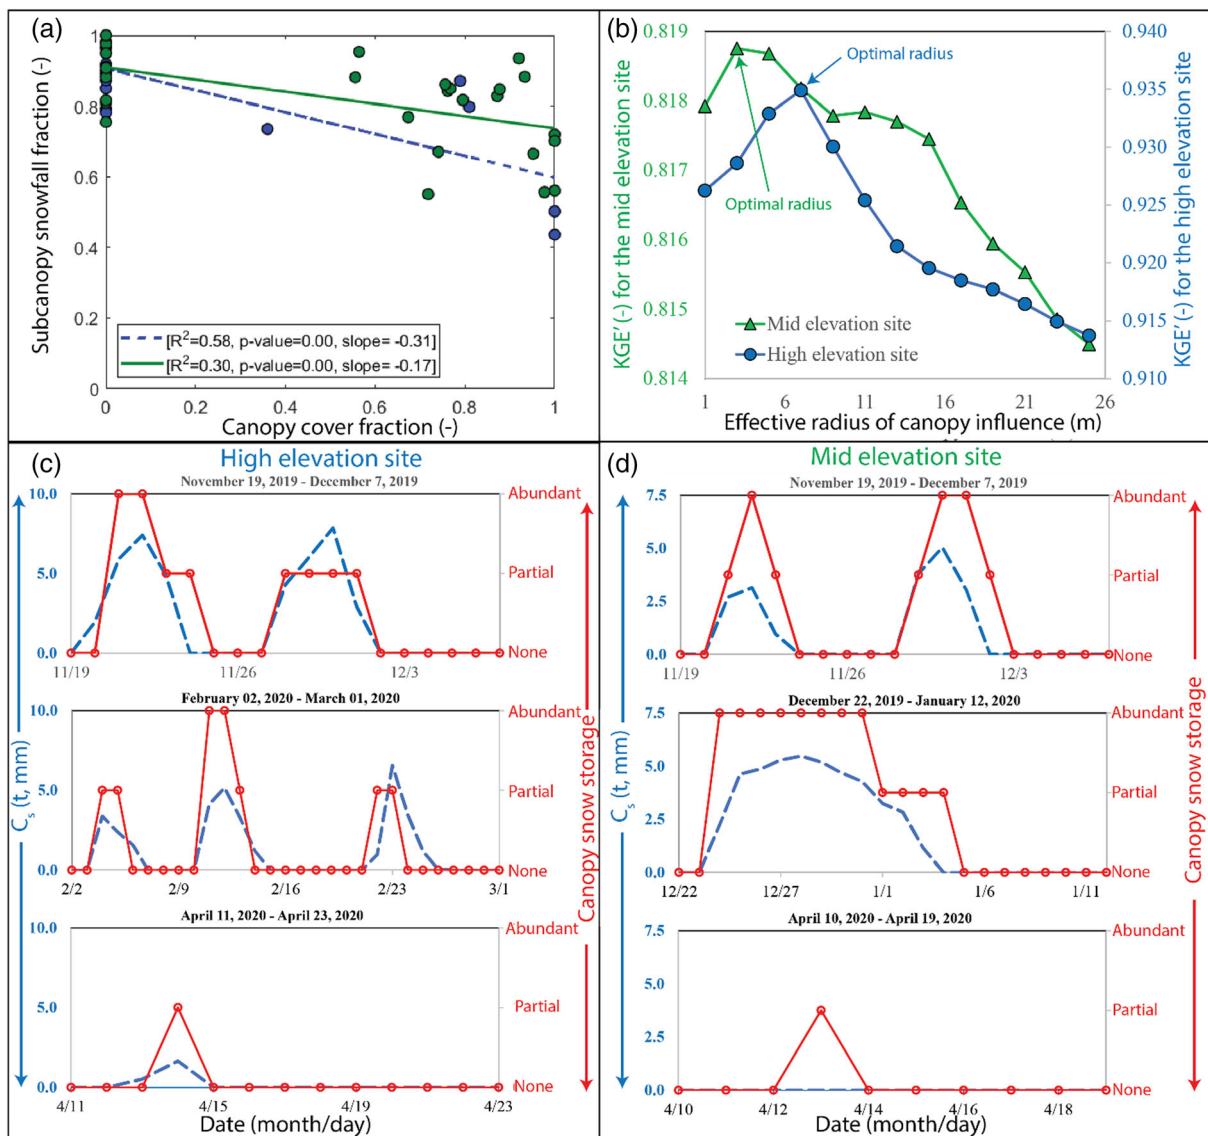 (a)
Subcanopy snowfall fraction (-)
1
0.8
0.6
0.4
0.2
0
[R²=0.58, p-value=0.00, slope= -0.31]
[R²=0.30, p-value=0.00, slope= -0.17]
0
0.2
0.4
0.6
0.8
1
Canopy cover fraction (-)
(b)
KGE' (-) for the mid elevation site
0.819
0.818
0.817
0.816
0.815
0.814
Optimal radius
Optimal radius
Mid elevation site
High elevation site
0.940
0.935
0.930
0.925
0.920
0.915
0.910
KGE' (-) for the high elevation site
1
6
11
16
21
26
Effective radius of canopy influence (m)
(c)
High elevation site
November 19, 2019 - December 7, 2019
10.0
5.0
0.0
Abundant
Partial
None
11/19
11/26
12/3
February 02, 2020 - March 01, 2020
10.0
5.0
0.0
Abundant
Partial
None
2/2
2/9
2/16
2/23
3/1
April 11, 2020 - April 23, 2020
10.0
5.0
0.0
Abundant
Partial
None
4/11
4/15
4/19
4/23
Cs (t, mm)
Canopy snow storage
Date (month/day)
(d)
Mid elevation site
November 19, 2019 - December 7, 2019
7.5
5.0
2.5
0.0
Abundant
Partial
None
11/19
11/26
12/3
December 22, 2019 - January 12, 2020
7.5
5.0
2.5
0.0
Abundant
Partial
None
12/22
12/27
1/1
1/6
1/11
April 10, 2020 - April 19, 2020
7.5
5.0
2.5
0.0
Abundant
Partial
None
4/10
4/12
4/14
4/16
4/18
Cs (t, mm)
Canopy snow storage
Date (month/day)